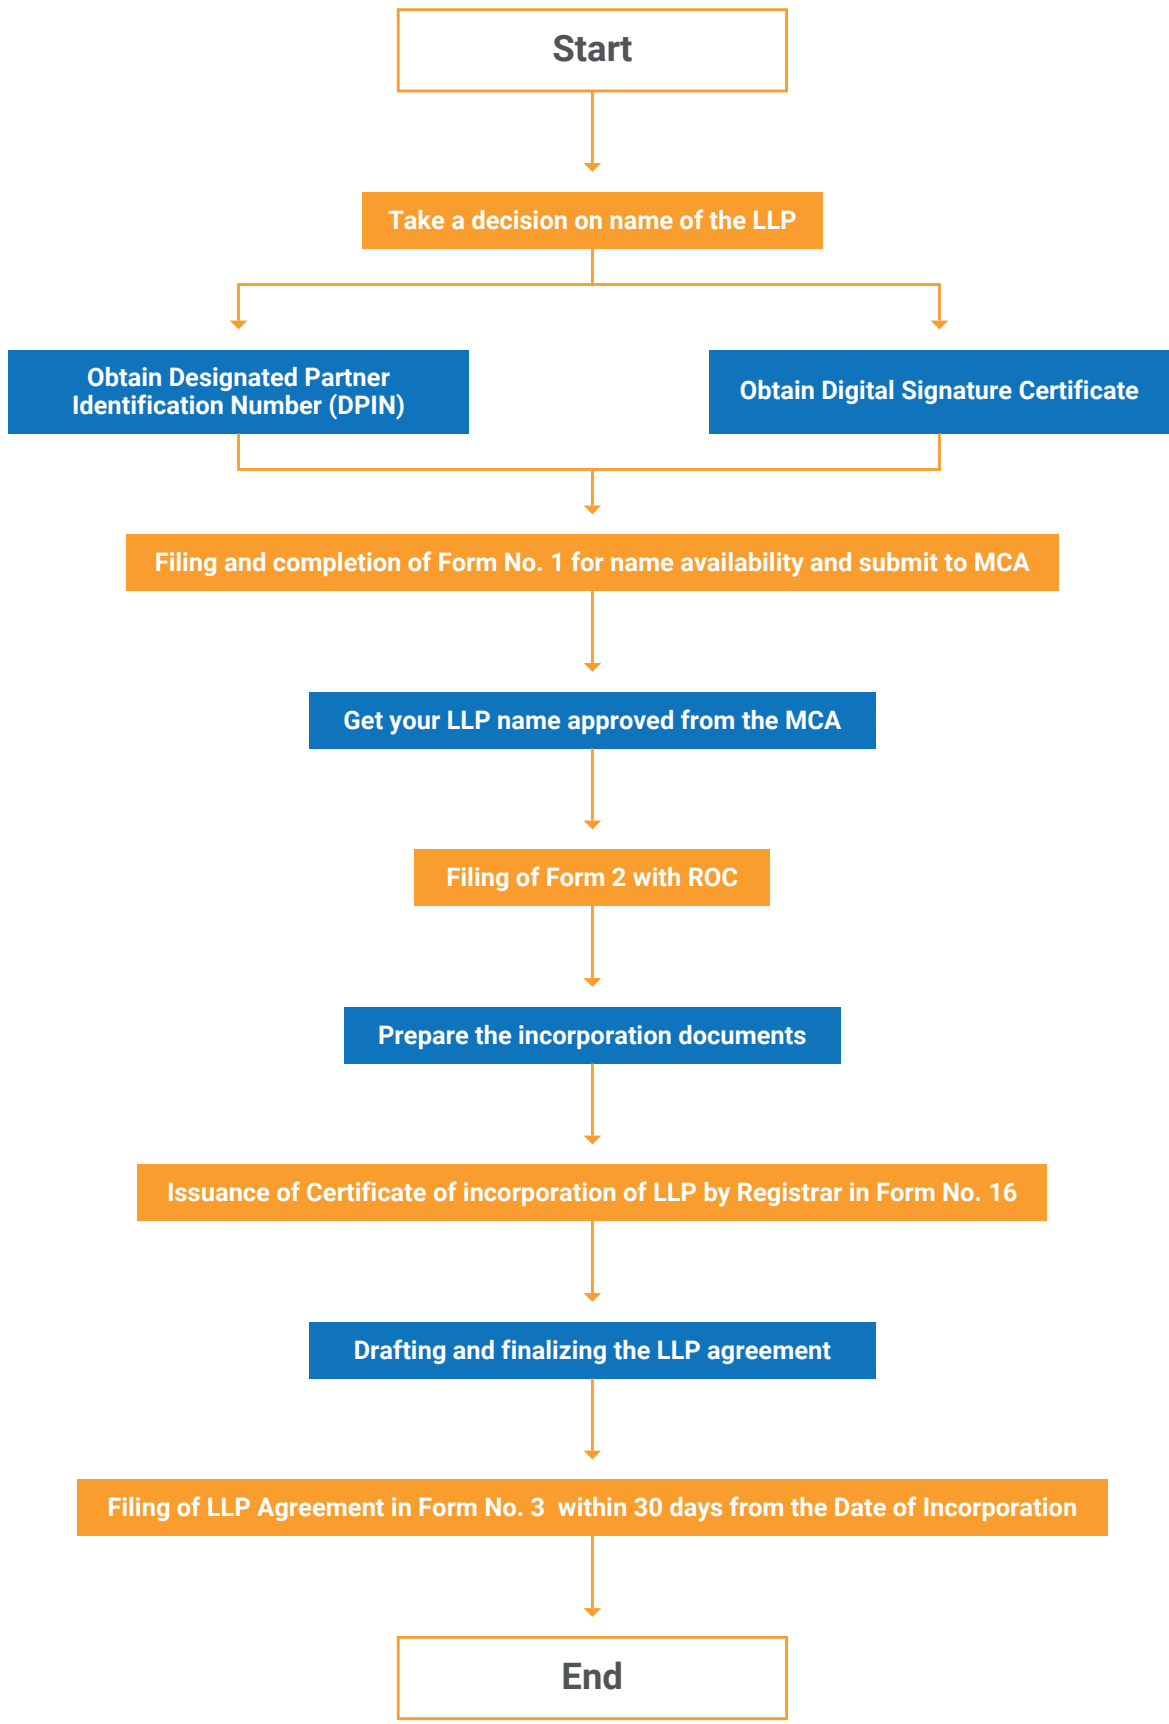 Start
Take a decision on name of the LLP
Obtain Designated Partner
Identification Number (DPIN)
Obtain Digital Signature Certificate
Filing and completion of Form No. 1 for name availability and submit to MCA
Get your LLP name approved from the MCA
Filing of Form 2 with ROC
Prepare the incorporation documents
Issuance of Certificate of incorporation of LLP by Registrar in Form No. 16
Drafting and finalizing the LLP agreement
Filing of LLP Agreement in Form No. 3  within 30 days from the Date of Incorporation
End